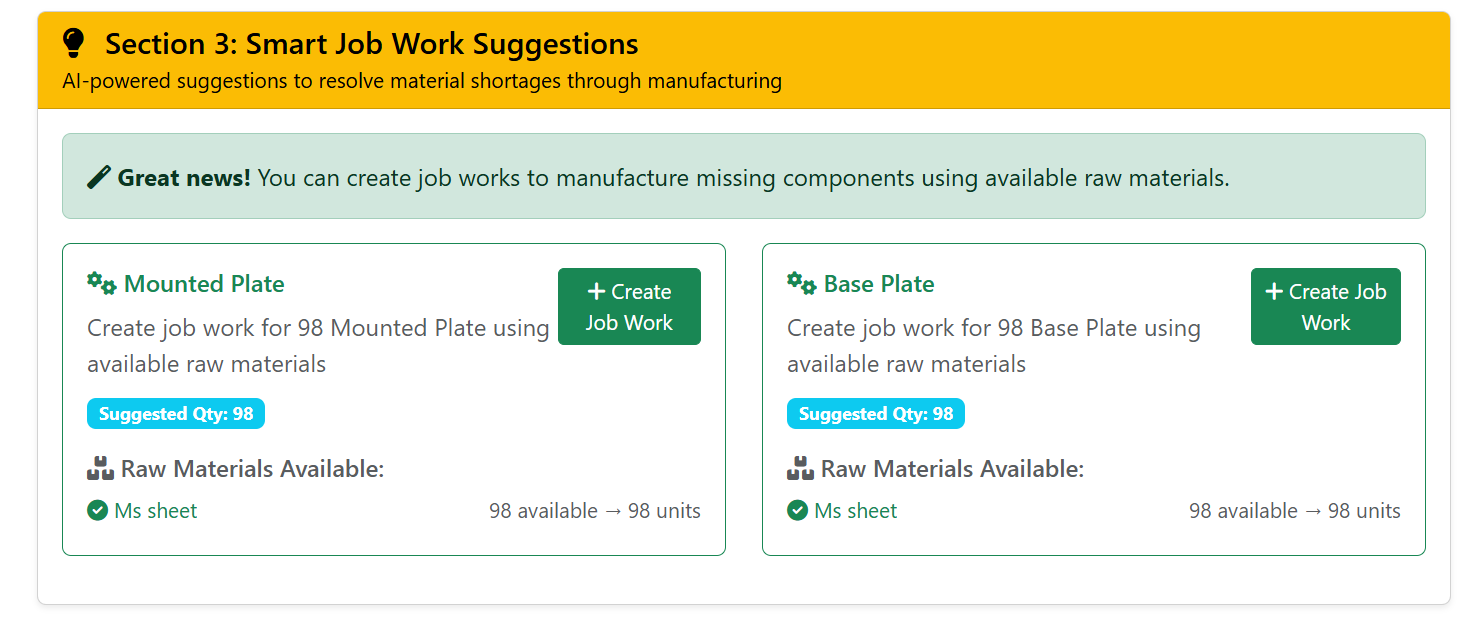 Section 3: Smart Job Work Suggestions
AI-powered suggestions to resolve material shortages through manufacturing
Great news! You can create job works to manufacture missing components using available raw materials.
Mounted Plate
+ Create
Job Work
Create job work for 98 Mounted Plate using
available raw materials
Suggested Qty: 98
Raw Materials Available:
Ms sheet 98 available → 98 units
Base Plate
+ Create Job
Work
Create job work for 98 Base Plate using
available raw materials
Suggested Qty: 98
Raw Materials Available:
Ms sheet 98 available → 98 units